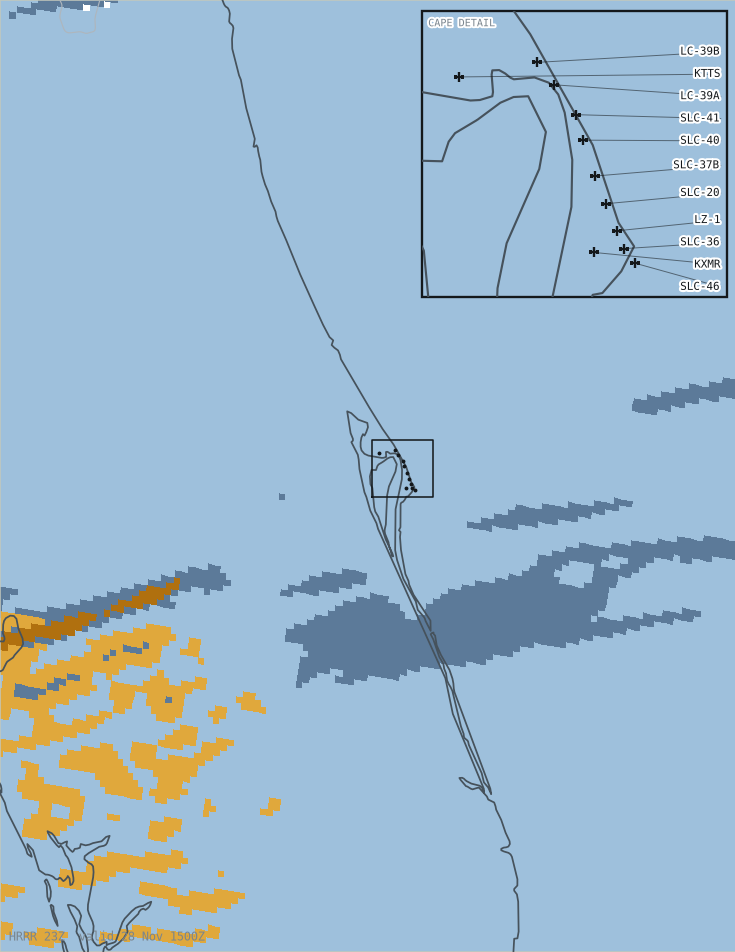 CAPE DETAIL
LC-39B
KTTS
LC-39A
SLC-41
SLC-40
SLC-37B
SLC-20
LZ-1
SLC-36
KXMR
SLC-46
HRRR 23Z valid 28 Nov 1500Z